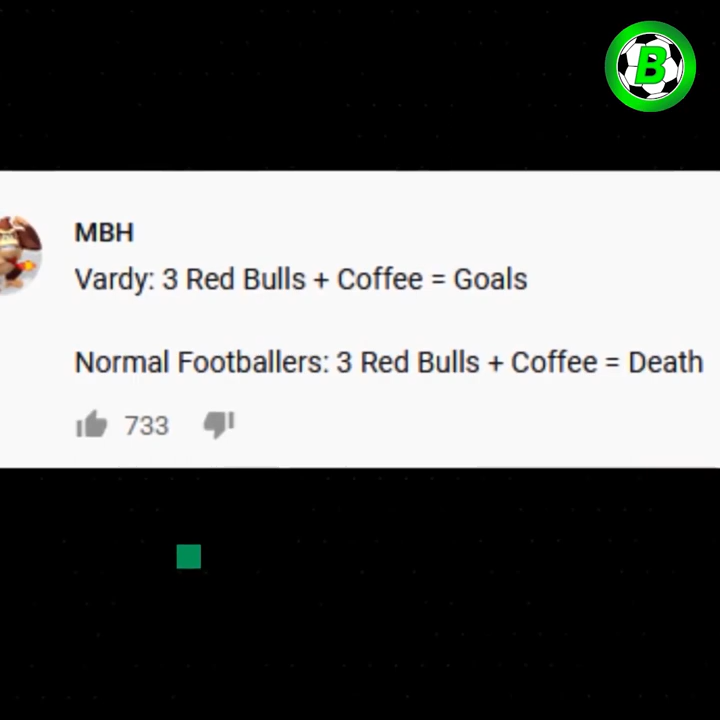 B
MBH
Vardy: 3 Red Bulls + Coffee = Goals
Normal Footballers: 3 Red Bulls + Coffee = Death
733